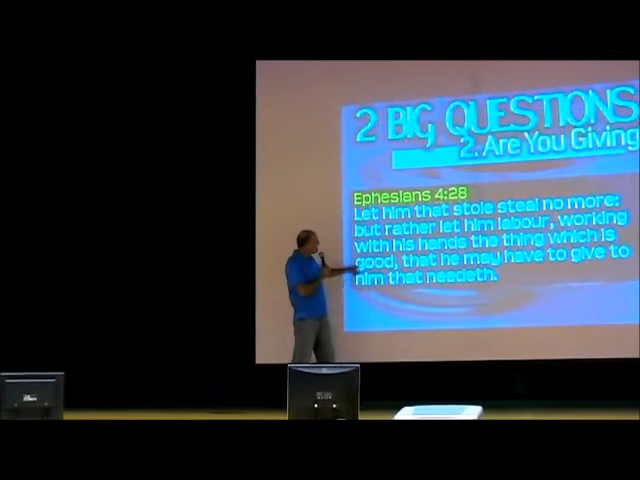 2 BIG QUESTIONS
2. Are You Giving
Ephesians 4:28
Let him that stole steal no more:
but rather let him labour, working
with his hands the thing which is
good, that he may have to give to
him that needeth.